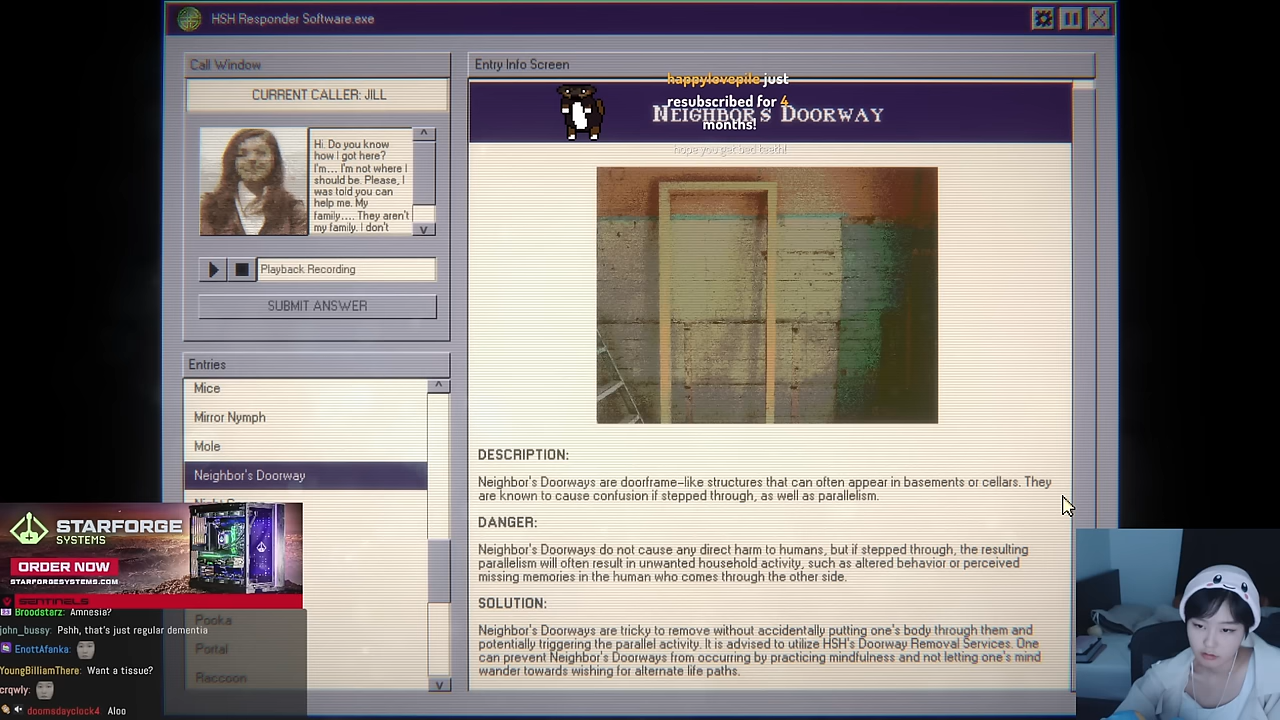 HSH Responder Software.exe
Call Window
CURRENT CALLER: JILL
Hi. Do you know
how I got here?
I'm.... I'm not where I
should be. Please, I
was told you can
help me. My
family..... They aren't
my family. I don't
Playback Recording
SUBMIT ANSWER
Entries
Mice
Mirror Nymph
Mole
Neighbor's Doorway
Pooka
Portal
Raccoon
Entry Info Screen
happylovepile just
resubscribed for 4
months!
hope you get bed teeth!
NEIGHBOR'S DOORWAY
DESCRIPTION:
Neighbor's Doorways are doorframe-like structures that can often appear in basements or cellars. They
are known to cause confusion if stepped through, as well as parallelism.
DANGER:
Neighbor's Doorways do not cause any direct harm to humans, but if stepped through, the resulting
parallelism will often result in unwanted household activity, such as altered behavior or perceived
missing memories in the human who comes through the other side.
SOLUTION:
Neighbor's Doorways are tricky to remove without accidentally putting one's body through them and
potentially triggering the parallel activity. It is advised to utilize HSH's Doorway Removal Services. One
can prevent Neighbor's Doorways from occurring by practicing mindfulness and not letting one's mind
wander towards wishing for alternate life paths.
STARFORGE
SYSTEMS
ORDER NOW
STARFORGESYSTEMS.COM
SENTINELS
Broodstarz: Amnesia?
john_bussy: Pshh, that's just regular dementia
EnottAfanka:
YoungBilliamThere: Want a tissue?
crqwly:
doomsdayclock4: Aloo